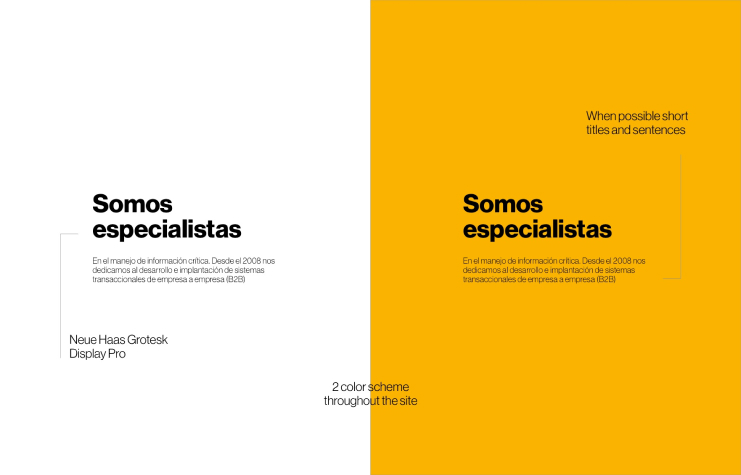 Somos
especialistas
En el manejo de información crítica. Desde el 2008 nos
dedicamos al desarollo e implantación de sistemas
transaccionales de empresa a empresa (B2B)
Neue Haas Grotesk
Display Pro
When possible short
titles and sentences
Somos
especialistas
En el manejo de información crítica. Desde el 2008 nos
dedicamos al desarollo e implantación de sistemas
transaccionales de empresa a empresa (B2B)
2 color scheme
throughout the site